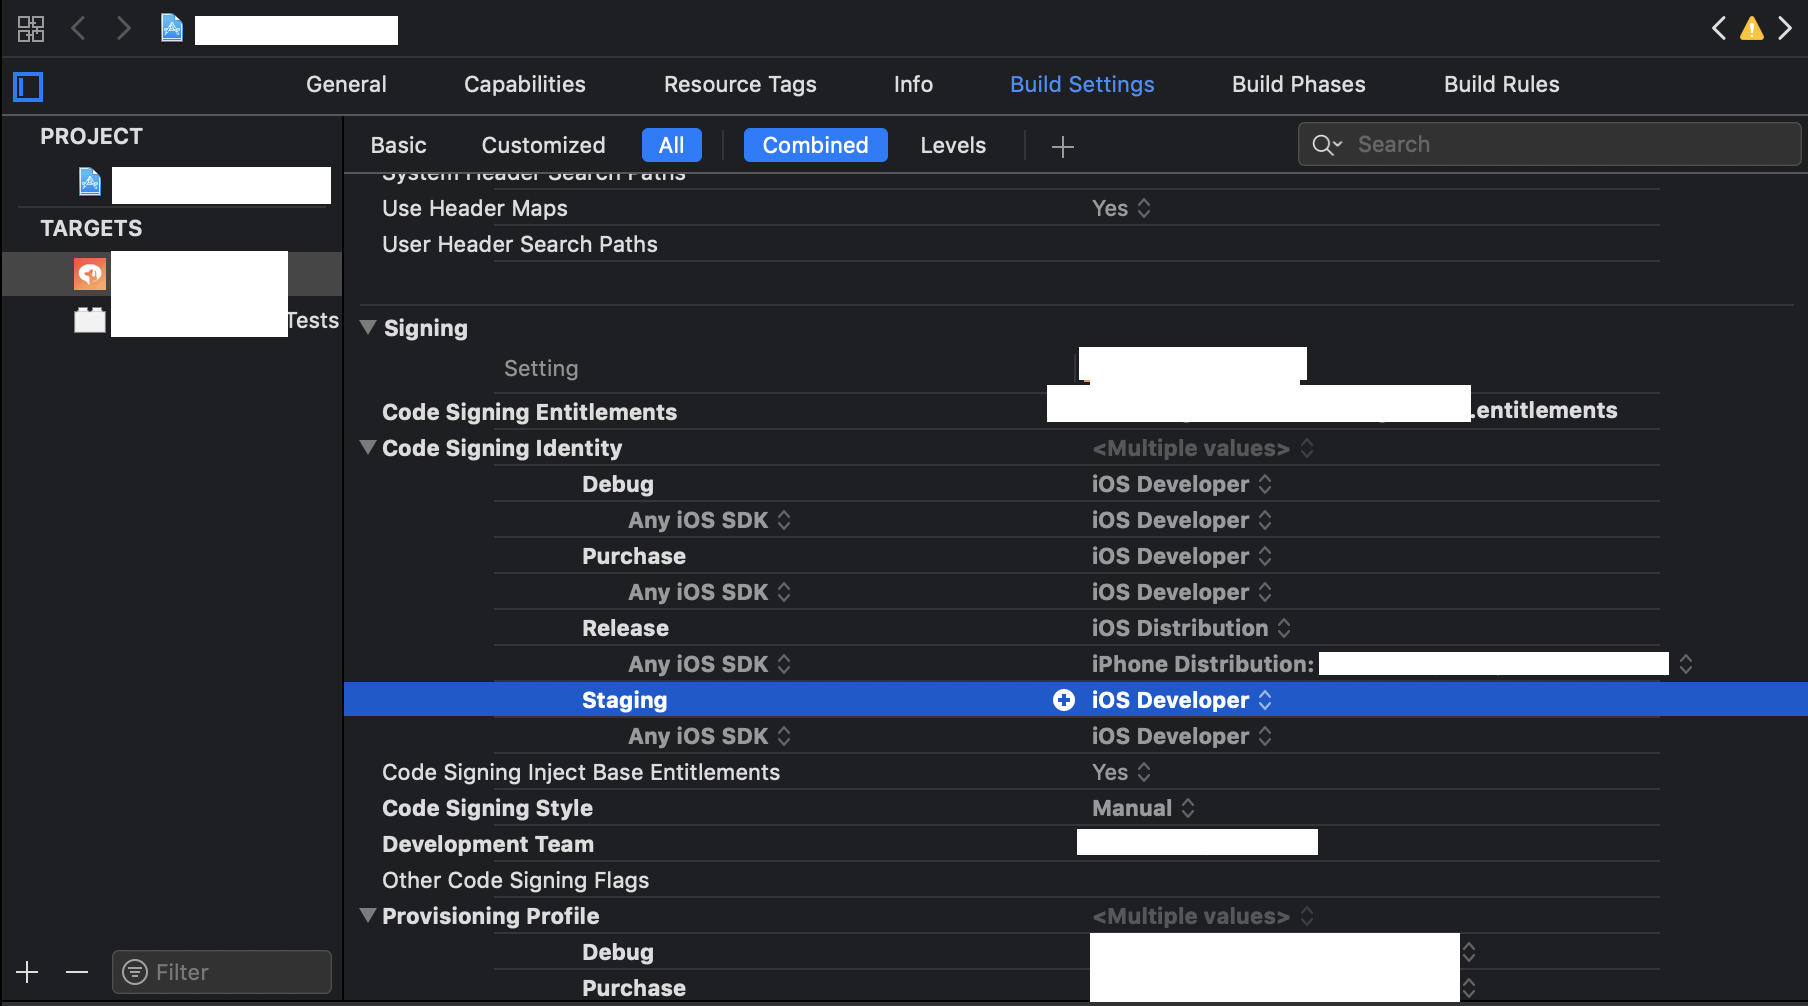 General Capabilities Resource Tags Info Build Settings Build Phases Build Rules
PROJECT
TARGETS
Tests
Basic Customized All Combined Levels Search
System Header Search Paths
Use Header Maps Yes
User Header Search Paths
Signing
Setting
Code Signing Entitlements .entitlements
Code Signing Identity <Multiple values>
Debug iOS Developer
Any iOS SDK iOS Developer
Purchase iOS Developer
Any iOS SDK iOS Developer
Release iOS Distribution
Any iOS SDK iPhone Distribution:
Staging iOS Developer
Any iOS SDK iOS Developer
Code Signing Inject Base Entitlements Yes
Code Signing Style Manual
Development Team
Other Code Signing Flags
Provisioning Profile <Multiple values>
Debug
Purchase
Filter